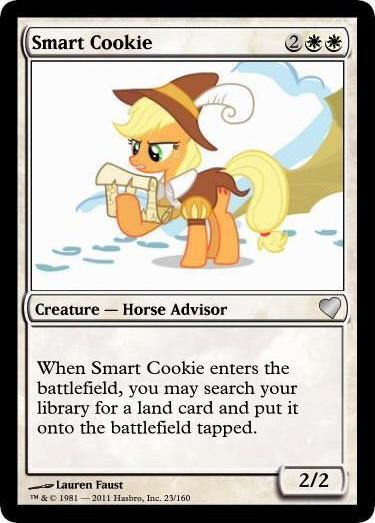 Smart Cookie 2
Creature — Horse Advisor
When Smart Cookie enters the
battlefield, you may search your
library for a land card and put it
onto the battlefield tapped.
Lauren Faust
2/2
™ & © 1981 — 2011 Hasbro, Inc. 23/160